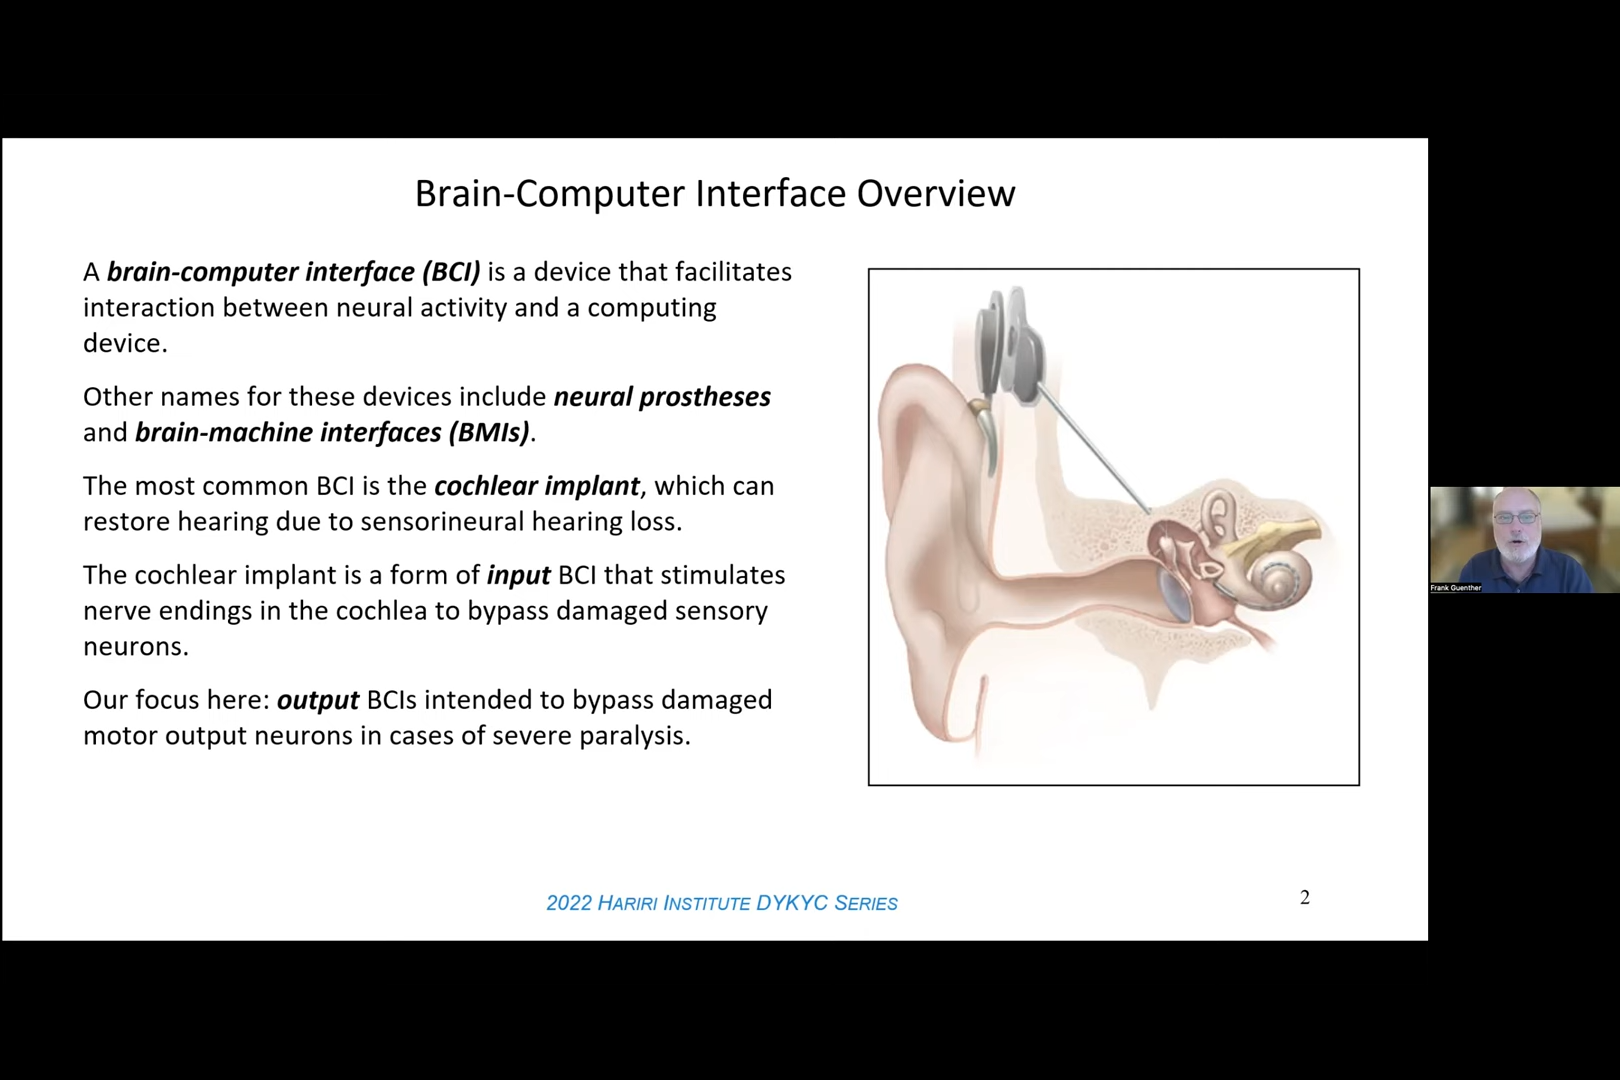 Brain-Computer Interface Overview
A brain-computer interface (BCI) is a device that facilitates
interaction between neural activity and a computing
device.
Other names for these devices include neural prostheses
and brain-machine interfaces (BMIs).
The most common BCI is the cochlear implant, which can
restore hearing due to sensorineural hearing loss.
The cochlear implant is a form of input BCI that stimulates
nerve endings in the cochlea to bypass damaged sensory
neurons.
Our focus here: output BCIs intended to bypass damaged
motor output neurons in cases of severe paralysis.
Frank Guenther
2022 HARIRI INSTITUTE DYKYC SERIES
2